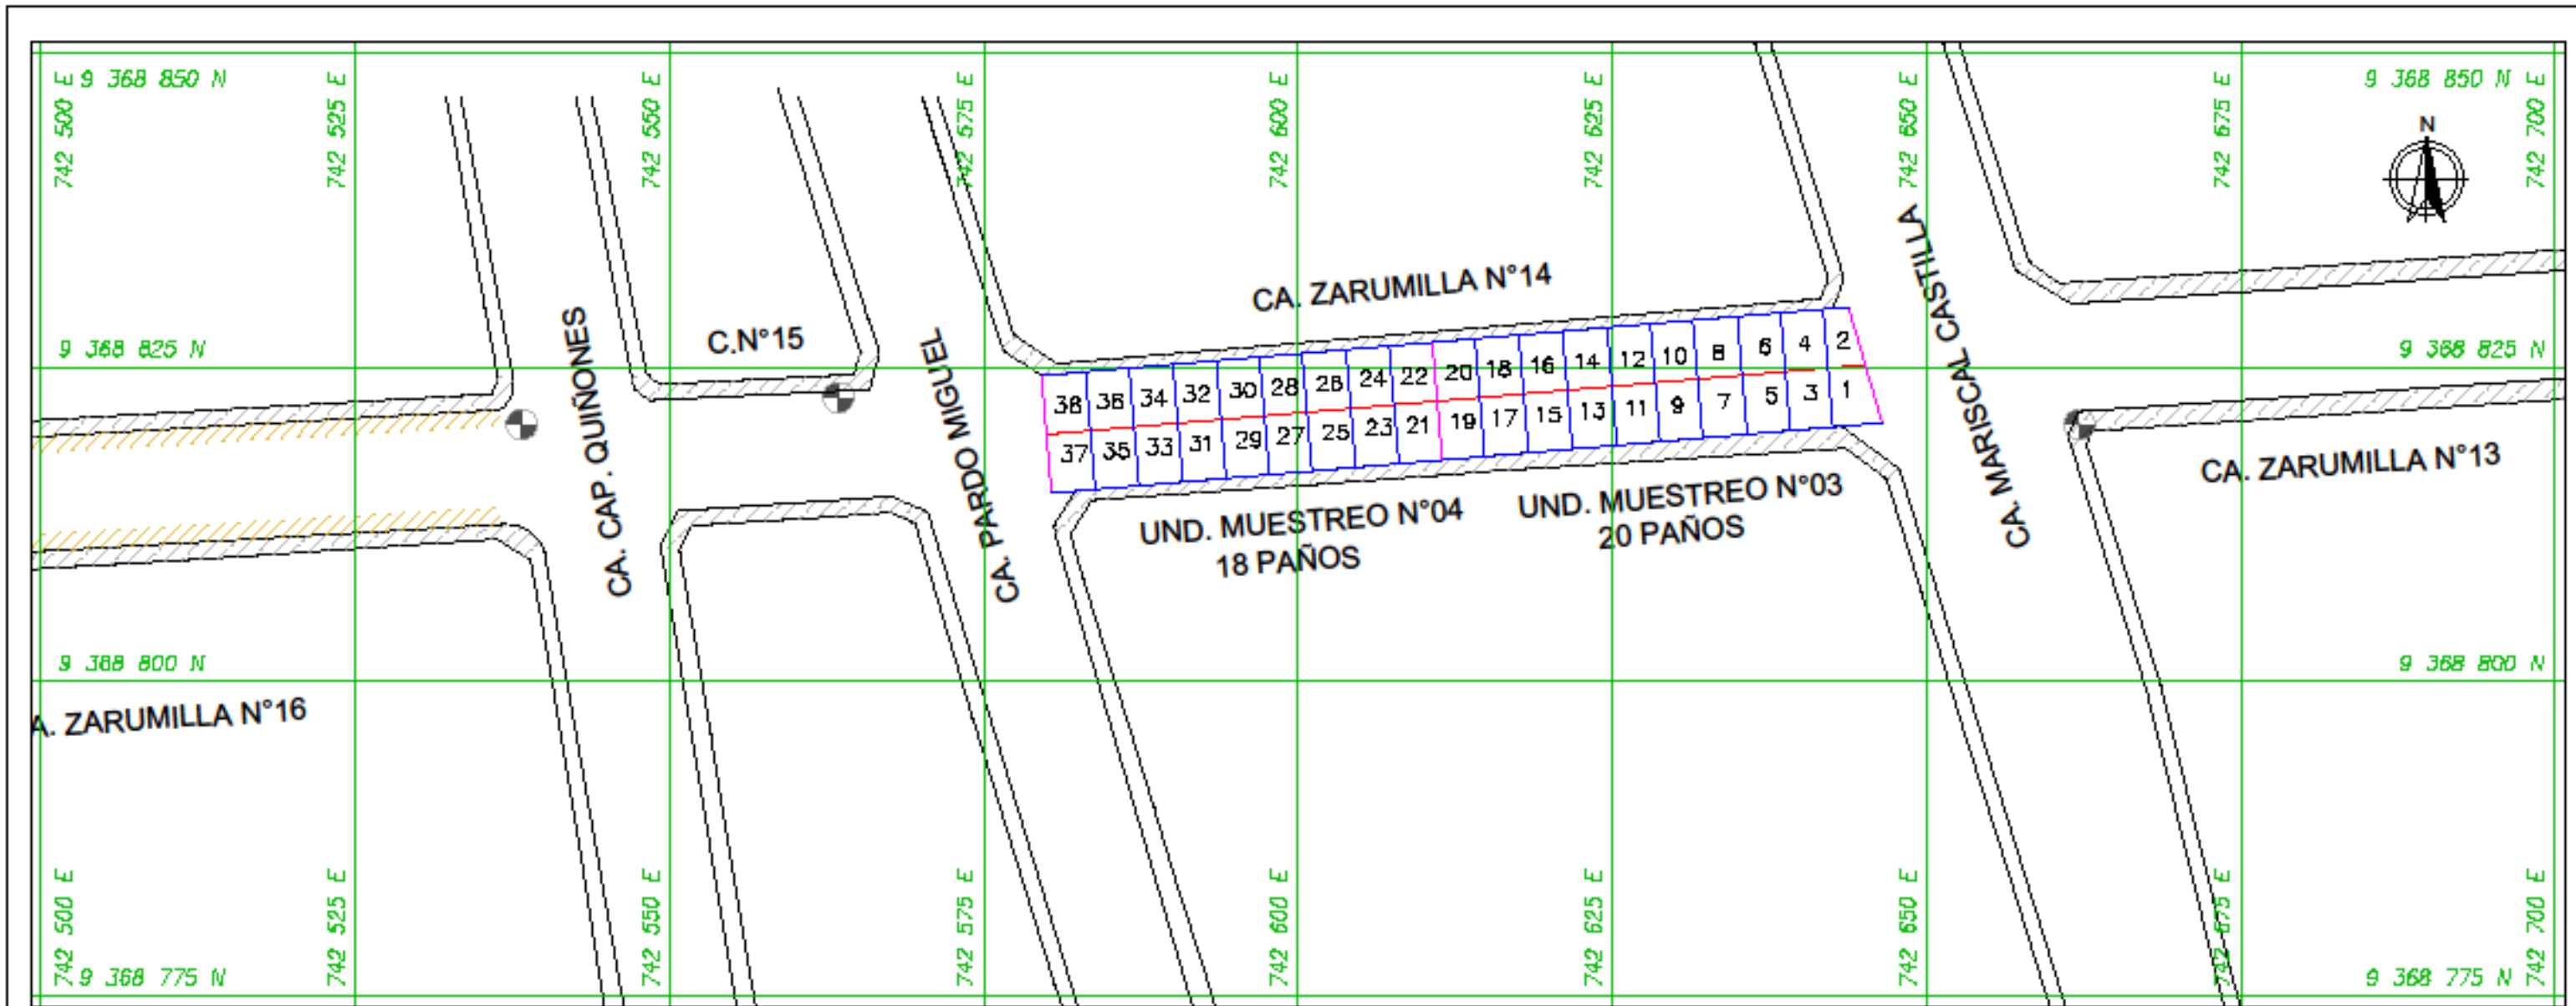 9 368 850 N
9 368 850 N
742 500 E
742 525 E
742 550 E
742 575 E
742 600 E
742 625 E
742 650 E
742 675 E
742 700 E
N
CA. ZARUMILLA N°14
C.N°15
9 368 825 N
9 368 825 N
CA. CAP. QUIÑONES
CA. PARDO MIGUEL
CA. MARISCAL CASTILLA
38 36 34 32 30 28 26 24 22 20 18 16 14 12 10 8 6 4 2
37 35 33 31 29 27 25 23 21 19 17 15 13 11 9 7 5 3 1
CA. ZARUMILLA N°13
UND. MUESTREO N°04
18 PAÑOS
UND. MUESTREO N°03
20 PAÑOS
9 368 800 N
9 368 800 N
A. ZARUMILLA N°16
742 500 E
742 525 E
742 550 E
742 575 E
742 600 E
742 625 E
742 650 E
742 675 E
742 700 E
9 368 775 N
9 368 775 N